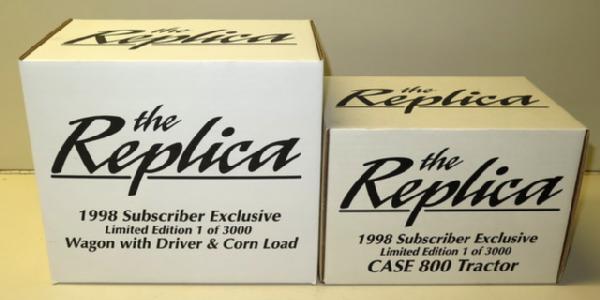 the
Replica
the
Replica
1998 Subscriber Exclusive
Limited Edition 1 of 3000
Wagon with Driver & Corn Load
the
Replica
the
Replica
1998 Subscriber Exclusive
Limited Edition 1 of 3000
CASE 800 Tractor